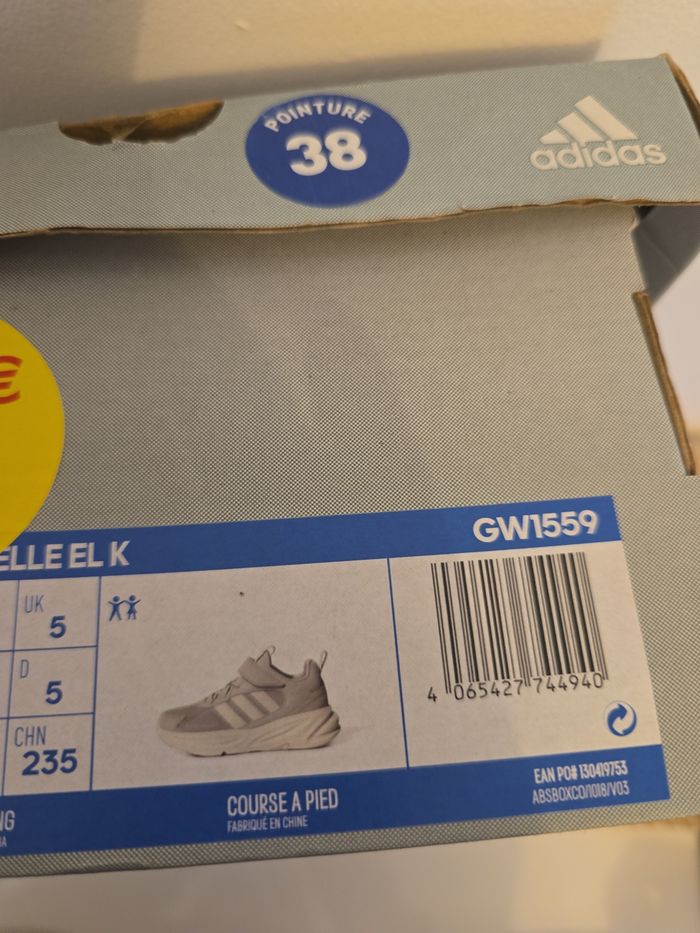 POINTURE
38
adidas
€
ELLE EL K
GW1559
UK
5
D
5
CHN
235
4 065427 744940
NG
IA
COURSE A PIED
FABRIQUÉ EN CHINE
EAN PO# 130419753
ABSBOXCO/1018/V03